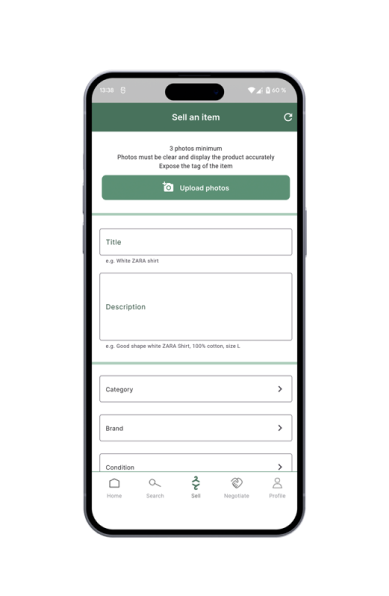 13:38
60 %
Sell an item
3 photos minimum
Photos must be clear and display the product accurately
Expose the tag of the item
Upload photos
Title
e.g. White ZARA shirt
Description
e.g. Good shape white ZARA Shirt, 100% cotton, size L
Category
Brand
Condition
Home
Search
Sell
Negotiate
Profile